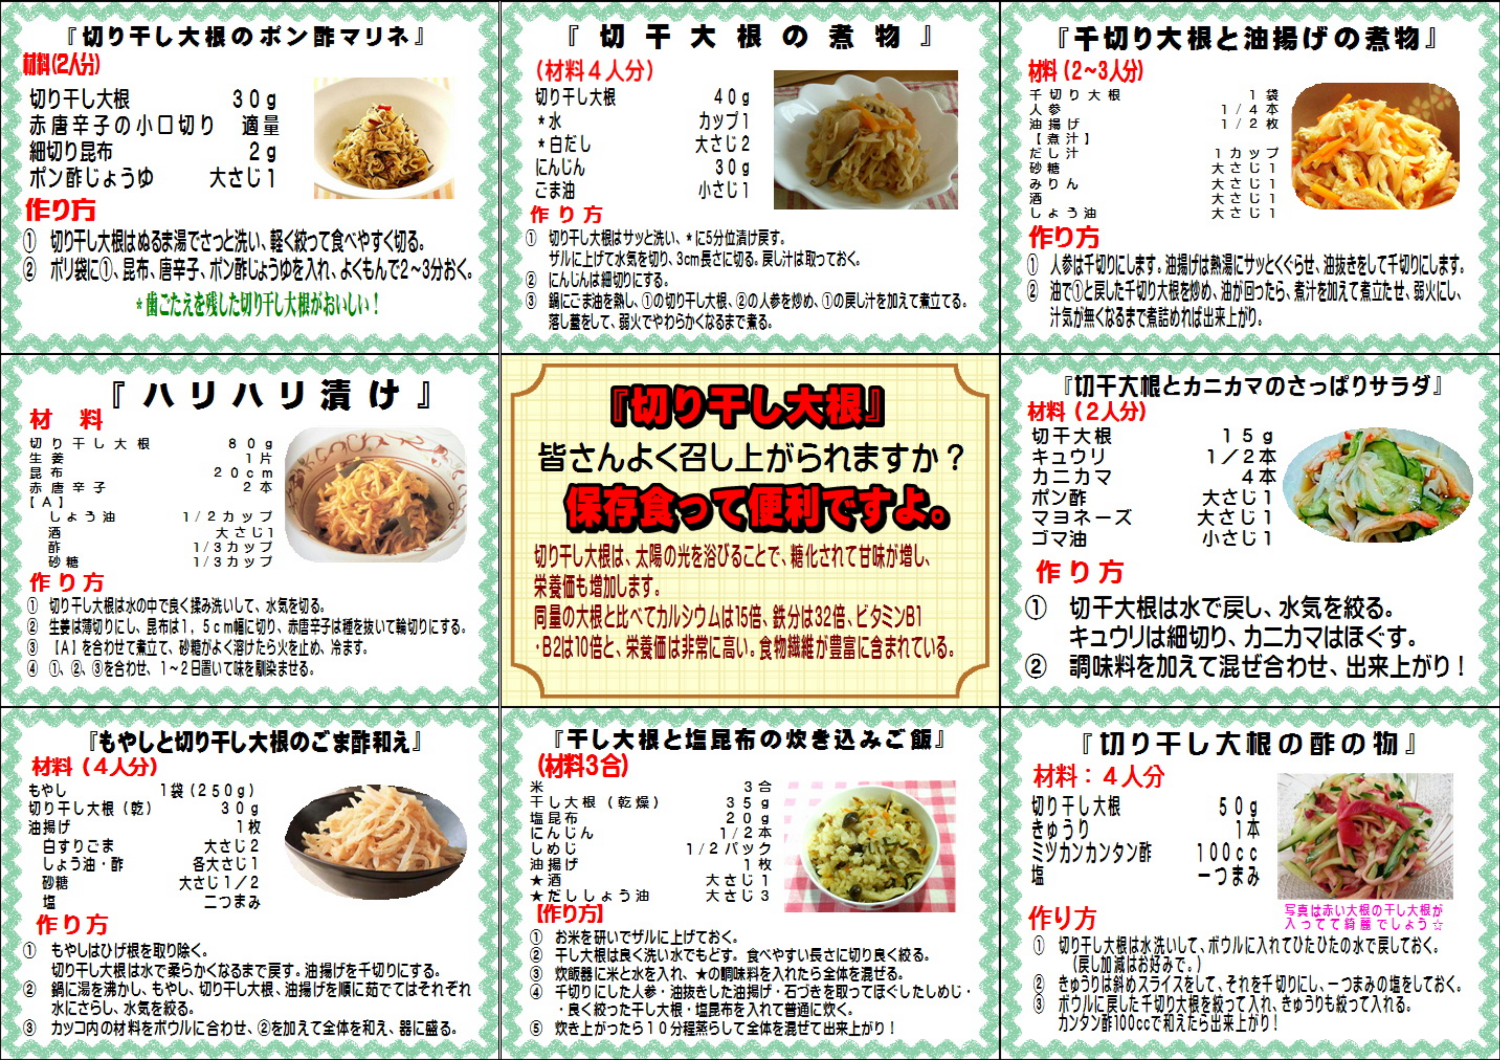 『切り干し大根のポン酢マリネ』
材料(2人分)
切り干し大根　30g
赤唐辛子の小口切り　適量
細切り昆布　2g
ポン酢じょうゆ　大さじ1
作り方
① 切り干し大根はぬるま湯でさっと洗い、軽く絞って食べやすく切る。
② ポリ袋に①、昆布、唐辛子、ポン酢じょうゆを入れ、よくもんで2～3分おく。
*歯ごたえを残した切り干し大根がおいしい！
『切干大根の煮物』
(材料4人分)
切り干し大根　40g
*水　カップ1
*白だし　大さじ2
にんじん　30g
ごま油　小さじ1
作り方
① 切り干し大根はサッと洗い、*に5分位漬け戻す。
ザルに上げて水気を切り、3cm長さに切る。戻し汁は取っておく。
② にんじんは細切りにする。
③ 鍋にごま油を熱し、①の切り干し大根、②の人参を炒め、①の戻し汁を加えて煮立てる。
落し蓋をして、弱火でやわらかくなるまで煮る。
『千切り大根と油揚げの煮物』
材料(2～3人分)
千切り大根　1袋
人参　1/4本
油揚げ　1/2枚
【煮汁】
だし汁　1カップ
砂糖　大さじ1
みりん　大さじ1
酒　大さじ1
しょう油　大さじ1
作り方
① 人参は千切りにします。油揚げは熱湯にサッとくぐらせ、油抜きをして千切りにします。
② 油で①と戻した千切り大根を炒め、油が回ったら、煮汁を加えて煮立たせ、弱火にし、
汁気が無くなるまで煮詰めれば出来上がり。
『ハリハリ漬け』
材料
切り干し大根　80g
生姜　1片
昆布　20cm
赤唐辛子　2本
【A】
しょう油　1/2カップ
酒　大さじ1
酢　1/3カップ
砂糖　1/3カップ
作り方
① 切り干し大根は水の中で良く揉み洗いして、水気を切る。
② 生姜は薄切りにし、昆布は1，5cm幅に切り、赤唐辛子は種を抜いて輪切りにする。
③ 【A】を合わせて煮立て、砂糖がよく溶けたら火を止め、冷ます。
④ ①、②、③を合わせ、1～2日置いて味を馴染ませる。
『切り干し大根』
皆さんよく召し上がられますか？
保存食って便利ですよ。
切り干し大根は、太陽の光を浴びることで、糖化されて甘味が増し、
栄養価も増加します。
同量の大根と比べてカルシウムは15倍、鉄分は32倍、ビタミンB1
・B2は10倍と、栄養価は非常に高い。食物繊維が豊富に含まれている。
『切干大根とカニカマのさっぱりサラダ』
材料(2人分)
切干大根　15g
キュウリ　1／2本
カニカマ　4本
ポン酢　大さじ1
マヨネーズ　大さじ1
ゴマ油　小さじ1
作り方
① 切干大根は水で戻し、水気を絞る。
キュウリは細切り、カニカマはほぐす。
② 調味料を加えて混ぜ合わせ、出来上がり！
『もやしと切り干し大根のごま酢和え』
材料(4人分)
もやし　1袋(250g)
切り干し大根(乾)　30g
油揚げ　1枚
白すりごま　大さじ2
しょう油・酢　各大さじ1
砂糖　大さじ1／2
塩　二つまみ
作り方
① もやしはひげ根を取り除く。
切り干し大根は水で柔らかくなるまで戻す。油揚げを千切りにする。
② 鍋に湯を沸かし、もやし、切り干し大根、油揚げを順に茹でてはそれぞれ
水にさらし、水気を絞る。
③ カッコ内の材料をボウルに合わせ、②を加えて全体を和え、器に盛る。
『干し大根と塩昆布の炊き込みご飯』
(材料3合)
米　3合
干し大根(乾燥)　35g
塩昆布　20g
にんじん　1/2本
しめじ　1/2パック
油揚げ　1枚
★酒　大さじ1
★だししょう油　大さじ3
【作り方】
① お米を研いでザルに上げておく。
② 干し大根は良く洗い水でもどす。食べやすい長さに切り良く絞る。
③ 炊飯器に米と水を入れ、★の調味料を入れたら全体を混ぜる。
④ 千切りにした人参・油抜きした油揚げ・石づきを取ってほぐしたしめじ・
・良く絞った干し大根・塩昆布を入れて普通に炊く。
⑤ 炊き上がったら10分程蒸らして全体を混ぜて出来上がり！
『切り干し大根の酢の物』
材料：4人分
切り干し大根　50g
きゅうり　1本
ミツカンカンタン酢　100cc
塩　一つまみ
写真は赤い大根の干し大根が
入ってて綺麗でしょう☆
作り方
① 切り干し大根は水洗いして、ボウルに入れてひたひたの水で戻しておく。
(戻し加減はお好みで。)
② きゅうりは斜めスライスをして、それを千切りにし、一つまみの塩をしておく。
③ ボウルに戻した千切り大根を絞って入れ、きゅうりも絞って入れる。
カンタン酢100ccで和えたら出来上がり！